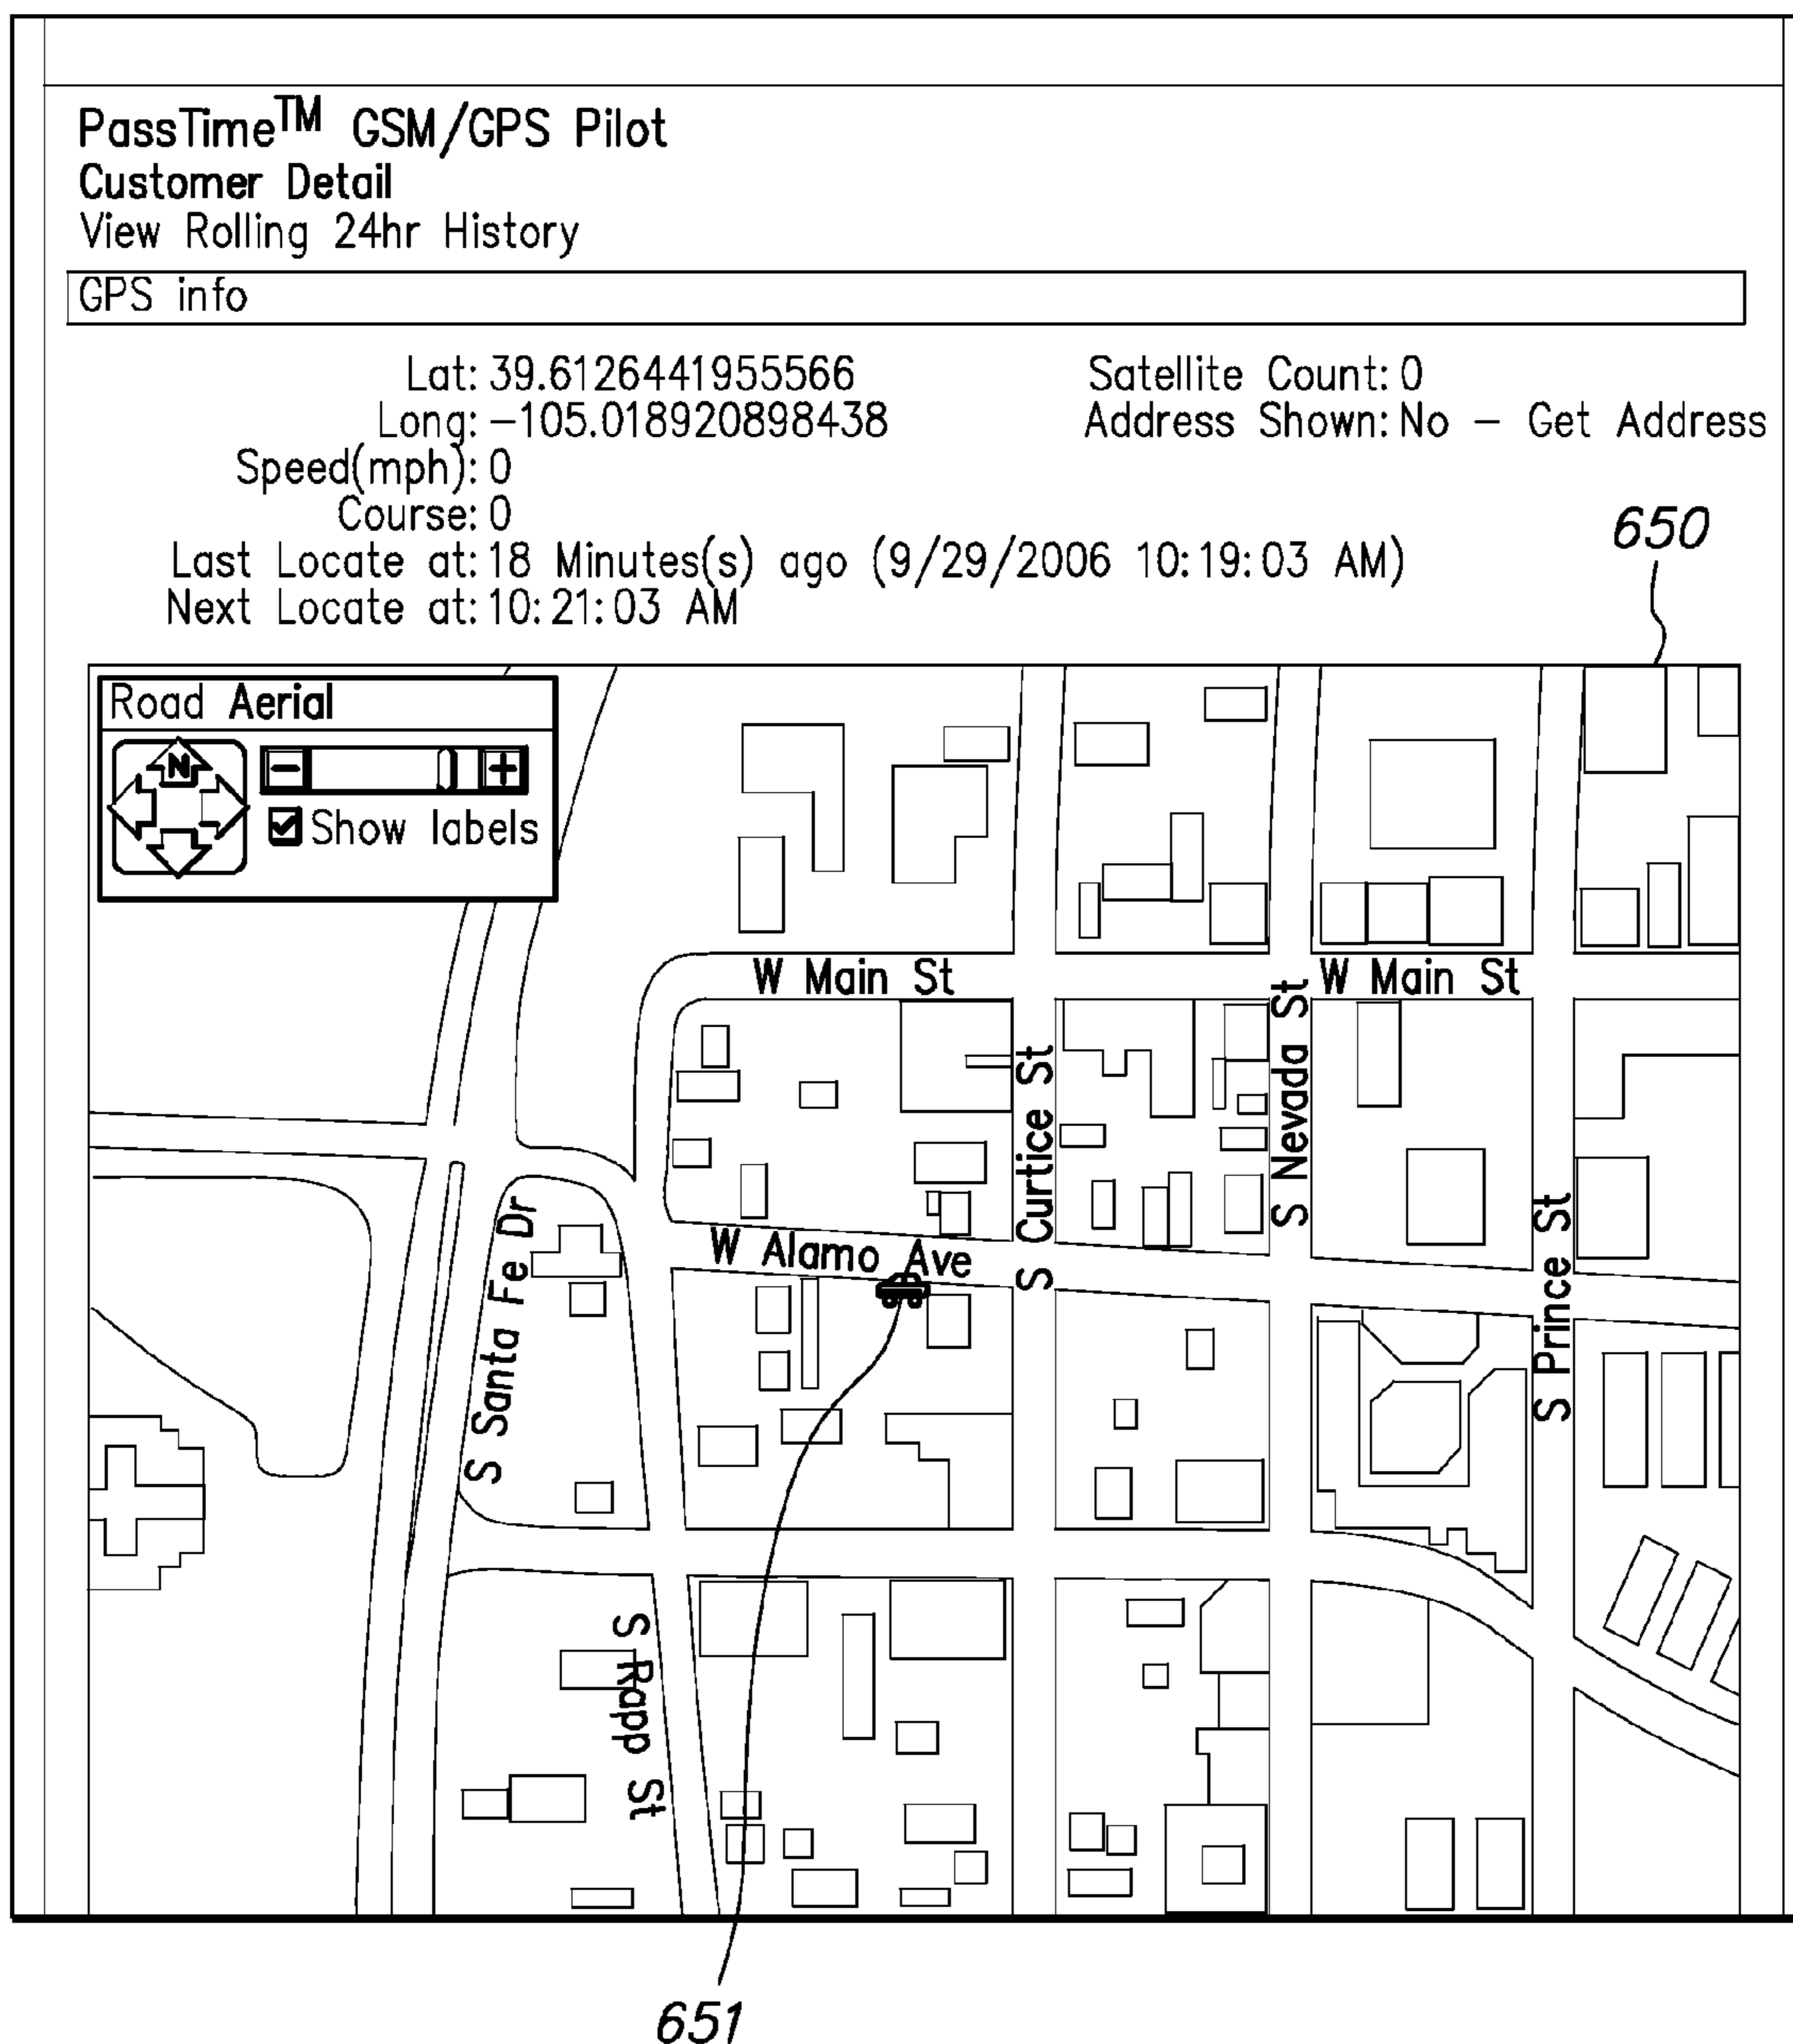 PassTime™ GSM/GPS Pilot
Customer Detail
View Rolling 24hr History
GPS info
Lat: 39.6126441955566
Satellite Count: 0
Long: -105.018920898438
Address Shown: No - Get Address
Speed(mph): 0
Course: 0
Last Locate at: 18 Minutes(s) ago (9/29/2006 10:19:03 AM)
Next Locate at: 10:21:03 AM
650
Road Aerial
N
- +
Show labels
W Main St
W Main St
S Curtice St
S Nevada St
S Prince St
W Alamo Ave
S Santa Fe Dr
S Rapp St
651